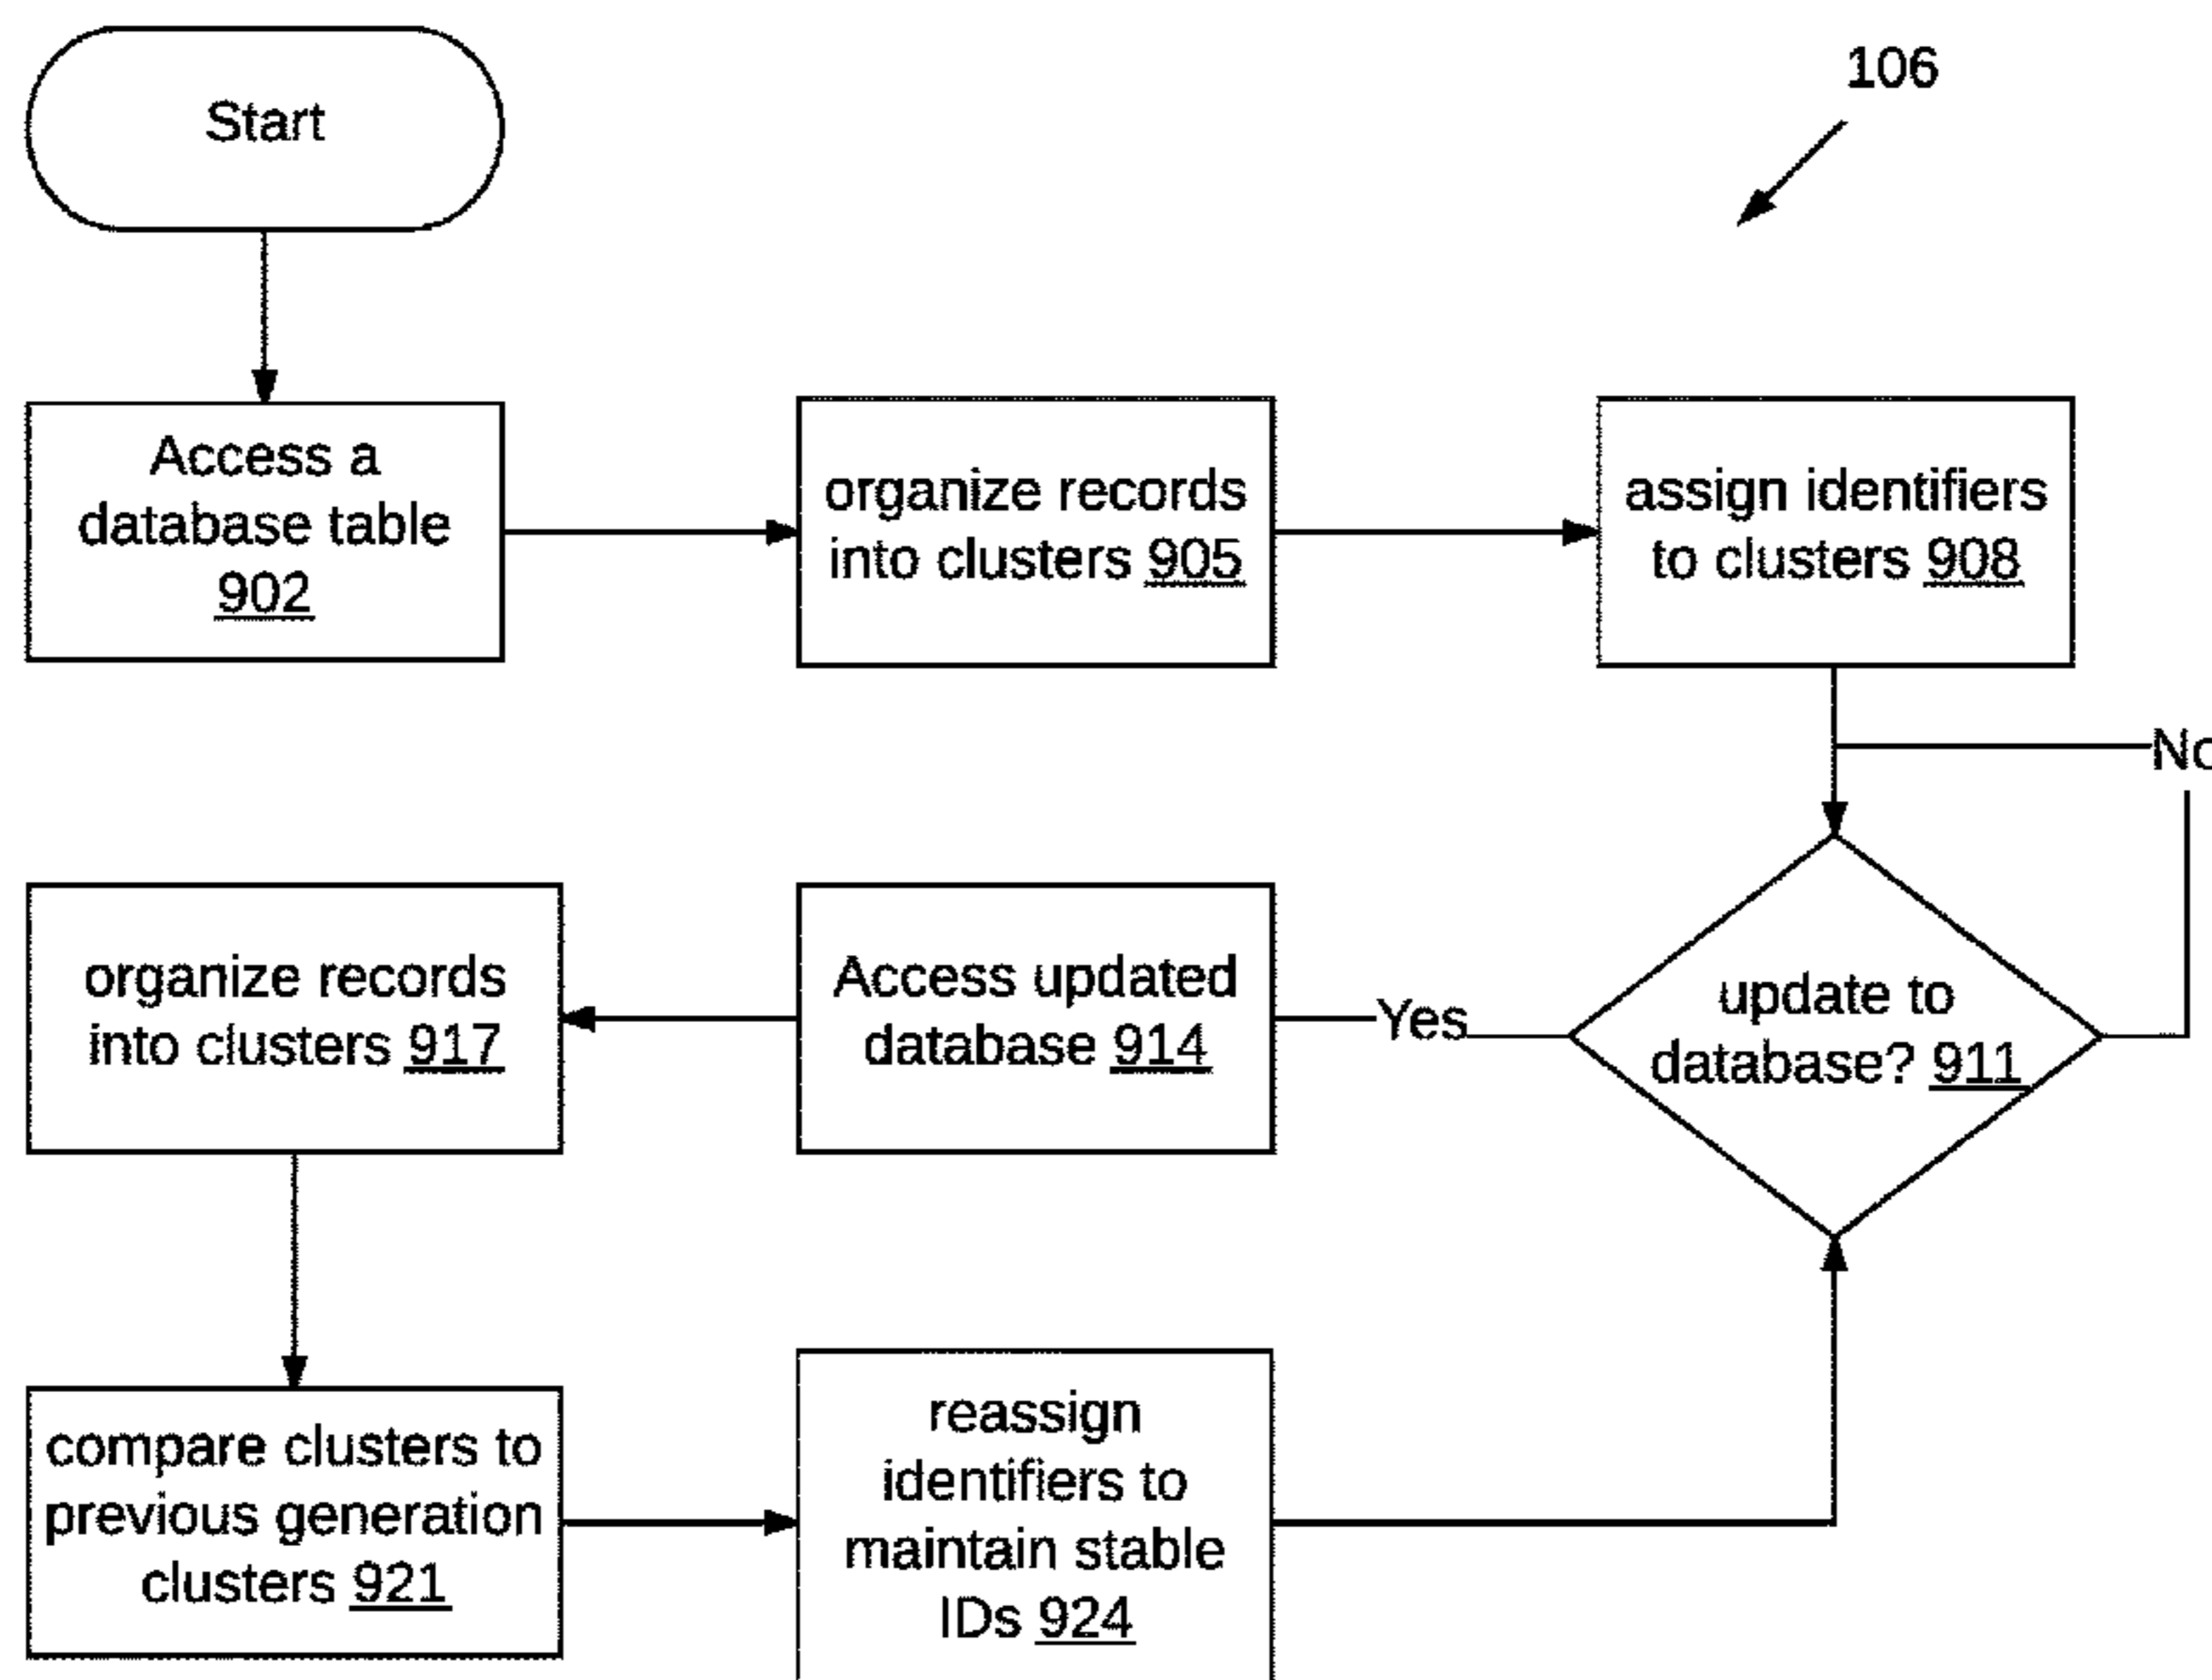 Start
106
Access a
database table
902
organize records
into clusters 905
assign identifiers
to clusters 908
No
update to
database? 911
Yes
Access updated
database 914
organize records
into clusters 917
compare clusters to
previous generation
clusters 921
reassign
identifiers to
maintain stable
IDs 924